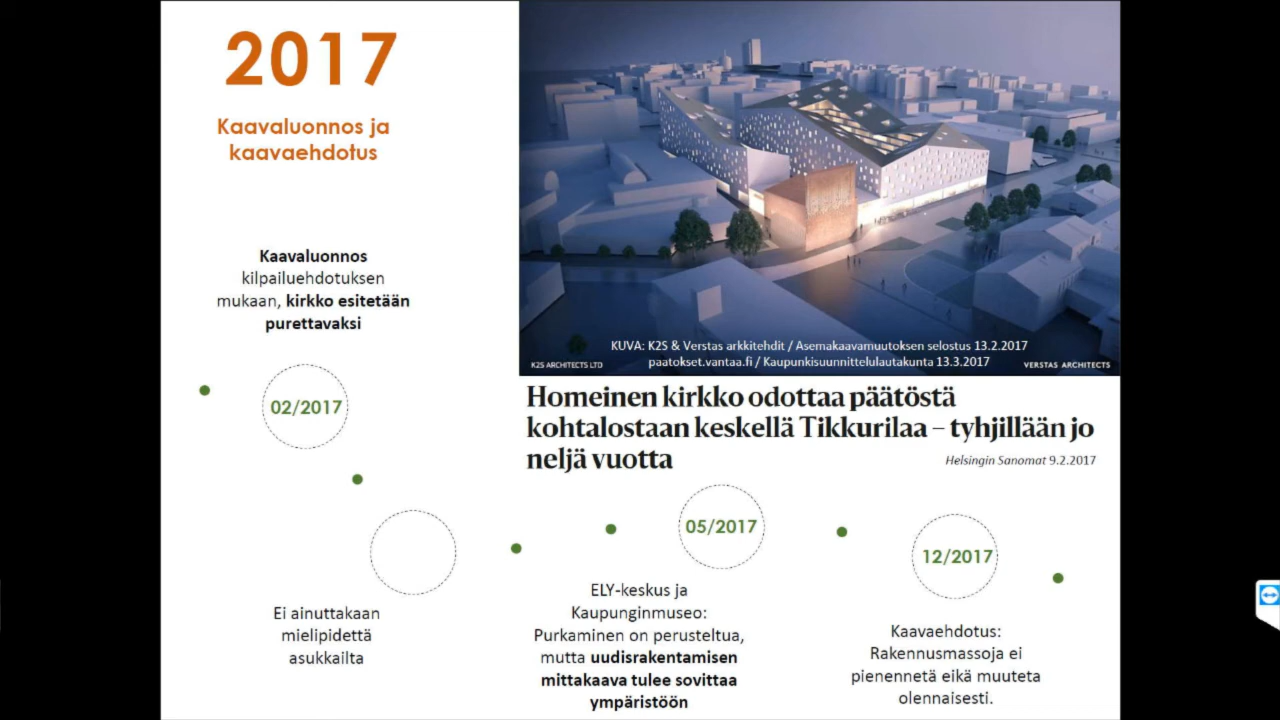 2017
Kaavaluonnos ja
kaavaehdotus
Kaavaluonnos
kilpailuehdotuksen
mukaan, kirkko esitetään
purettavaksi
02/2017
Ei ainuttakaan
mielipidettä
asukkailta
KUVA: K2S & Verstas arkkitehdit / Asemakaavamuutoksen selostus 13.2.2017
paatokset.vantaa.fi / Kaupunkisuunnittelulautakunta 13.3.2017
K2S ARCHITECTS LTD
VERSTAS ARCHITECTS
Homeinen kirkko odottaa päätöstä
kohtalostaan keskellä Tikkurilaa – tyhjillään jo
neljä vuotta
Helsingin Sanomat 9.2.2017
05/2017
ELY-keskus ja
Kaupunginmuseo:
Purkaminen on perusteltua,
mutta uudisrakentamisen
mittakaava tulee sovittaa
ympäristöön
12/2017
Kaavaehdotus:
Rakennusmassoja ei
pienennetä eikä muuteta
olennaisesti.